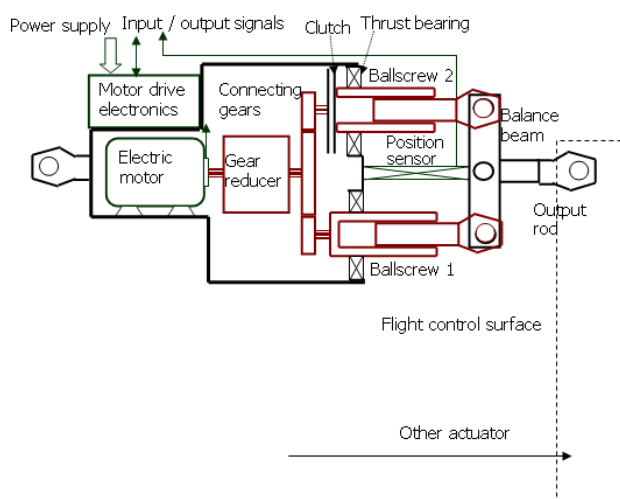 Power supply
Input / output signals
Clutch
Thrust bearing
Motor drive
electronics
Connecting
gears
Ballscrew 2
Balance
beam
Position
sensor
Electric
motor
Gear
reducer
Output
rod
Ballscrew 1
Flight control surface
Other actuator